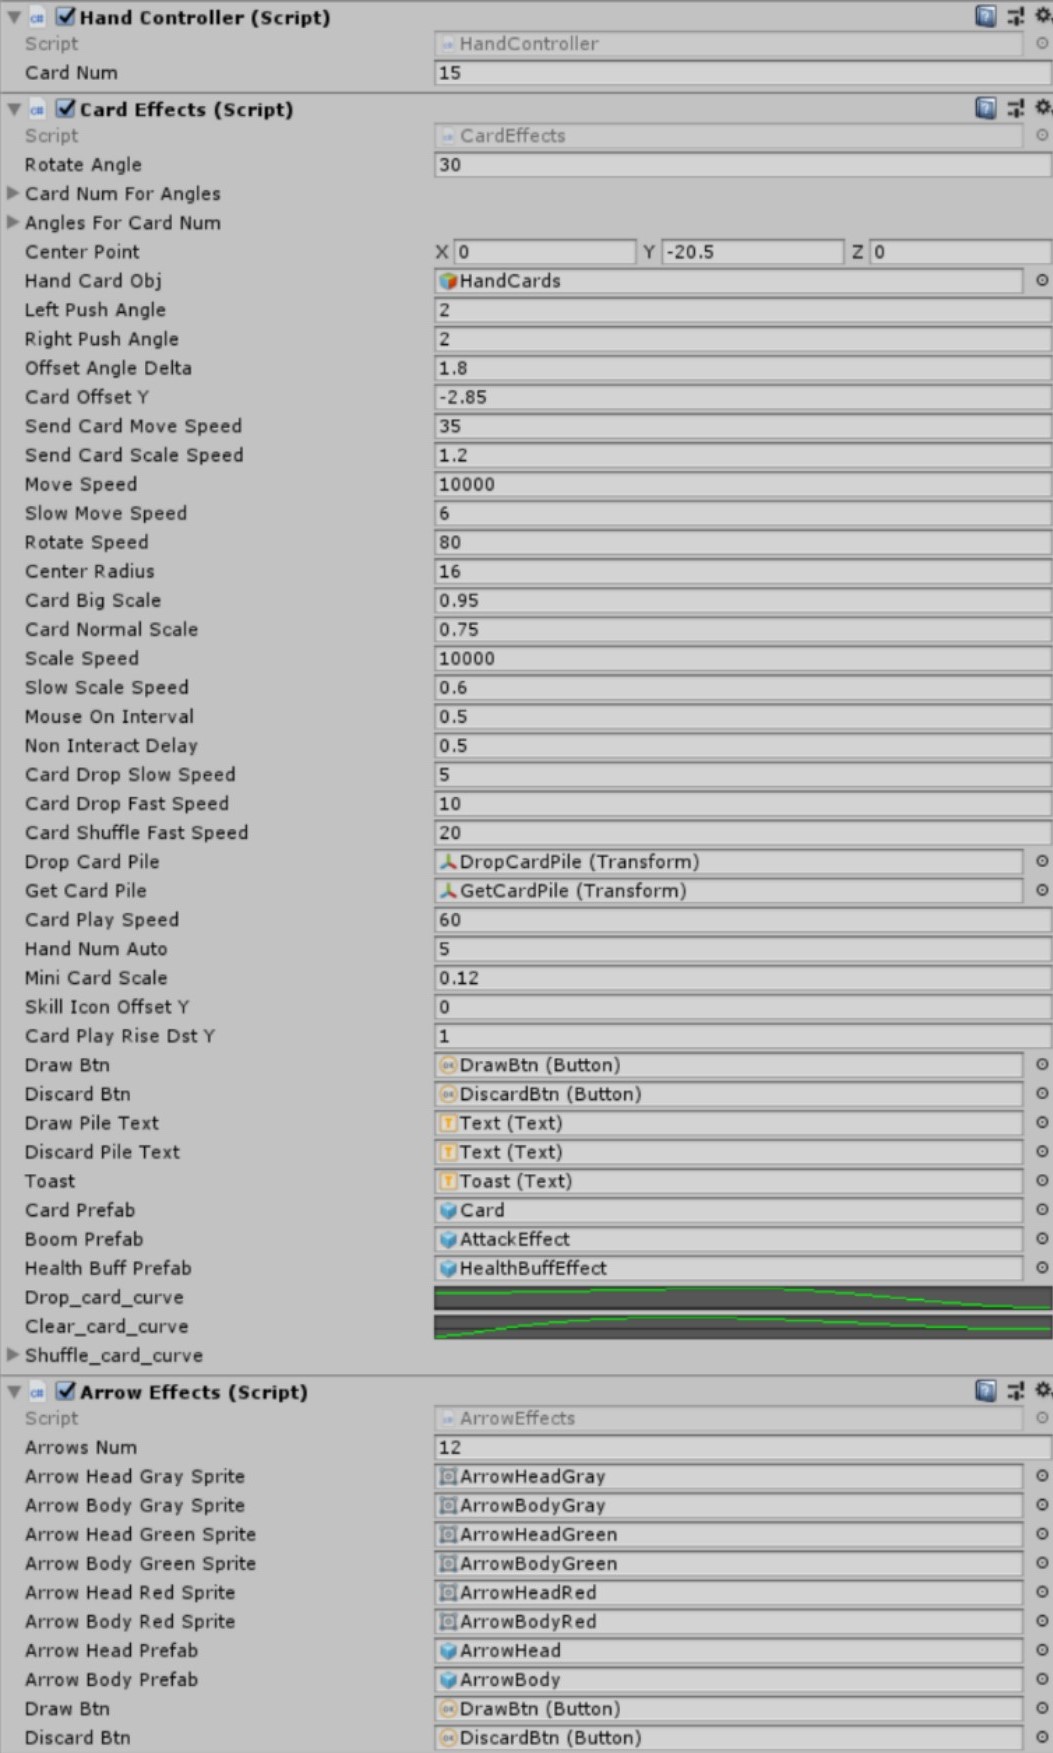 Hand Controller (Script)
Script HandController
Card Num 15
Card Effects (Script)
Script CardEffects
Rotate Angle 30
Card Num For Angles
Angles For Card Num
Center Point X 0 Y -20.5 Z 0
Hand Card Obj HandCards
Left Push Angle 2
Right Push Angle 2
Offset Angle Delta 1.8
Card Offset Y -2.85
Send Card Move Speed 35
Send Card Scale Speed 1.2
Move Speed 10000
Slow Move Speed 6
Rotate Speed 80
Center Radius 16
Card Big Scale 0.95
Card Normal Scale 0.75
Scale Speed 10000
Slow Scale Speed 0.6
Mouse On Interval 0.5
Non Interact Delay 0.5
Card Drop Slow Speed 5
Card Drop Fast Speed 10
Card Shuffle Fast Speed 20
Drop Card Pile DropCardPile (Transform)
Get Card Pile GetCardPile (Transform)
Card Play Speed 60
Hand Num Auto 5
Mini Card Scale 0.12
Skill Icon Offset Y 0
Card Play Rise Dst Y 1
Draw Btn DrawBtn (Button)
Discard Btn DiscardBtn (Button)
Draw Pile Text Text (Text)
Discard Pile Text Text (Text)
Toast Toast (Text)
Card Prefab Card
Boom Prefab AttackEffect
Health Buff Prefab HealthBuffEffect
Drop_card_curve
Clear_card_curve
Shuffle_card_curve
Arrow Effects (Script)
Script ArrowEffects
Arrows Num 12
Arrow Head Gray Sprite ArrowHeadGray
Arrow Body Gray Sprite ArrowBodyGray
Arrow Head Green Sprite ArrowHeadGreen
Arrow Body Green Sprite ArrowBodyGreen
Arrow Head Red Sprite ArrowHeadRed
Arrow Body Red Sprite ArrowBodyRed
Arrow Head Prefab ArrowHead
Arrow Body Prefab ArrowBody
Draw Btn DrawBtn (Button)
Discard Btn DiscardBtn (Button)